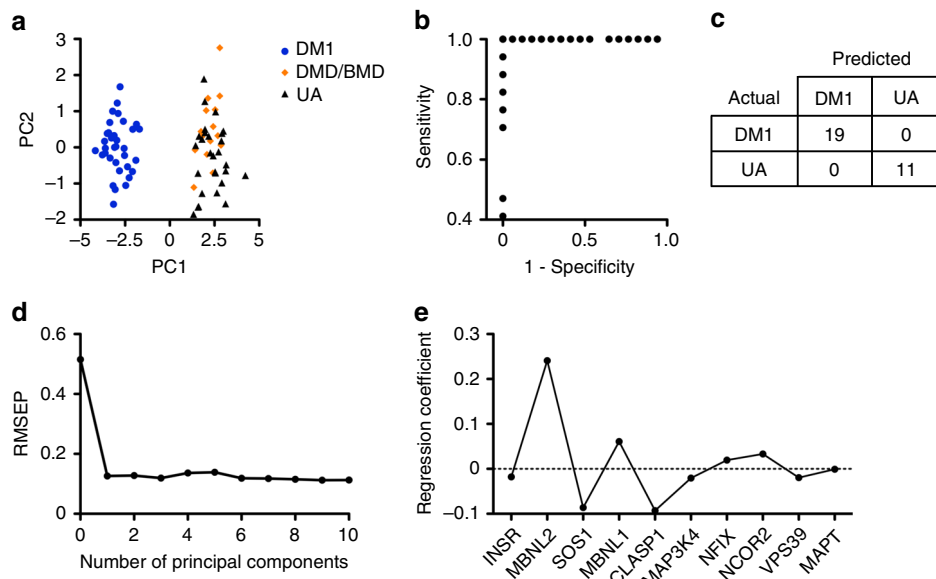 a
3
2
1
0
−1
−2
−5
−2.5
0
2.5
5
PC2
PC1
DM1
DMD/BMD
UA
b
1.0
0.8
0.6
0.4
0
0.5
1.0
Sensitivity
1 - Specificity
c
Predicted
Actual DM1 UA
DM1 19 0
UA 0 11
d
0.6
0.4
0.2
0
0
2
4
6
8
10
RMSEP
Number of principal components
e
0.3
0.2
0.1
0
−0.1
Regression coefficient
INSR
MBNL2
SOS1
MBNL1
CLASP1
MAP3K4
NFIX
NCOR2
VPS39
MAPT